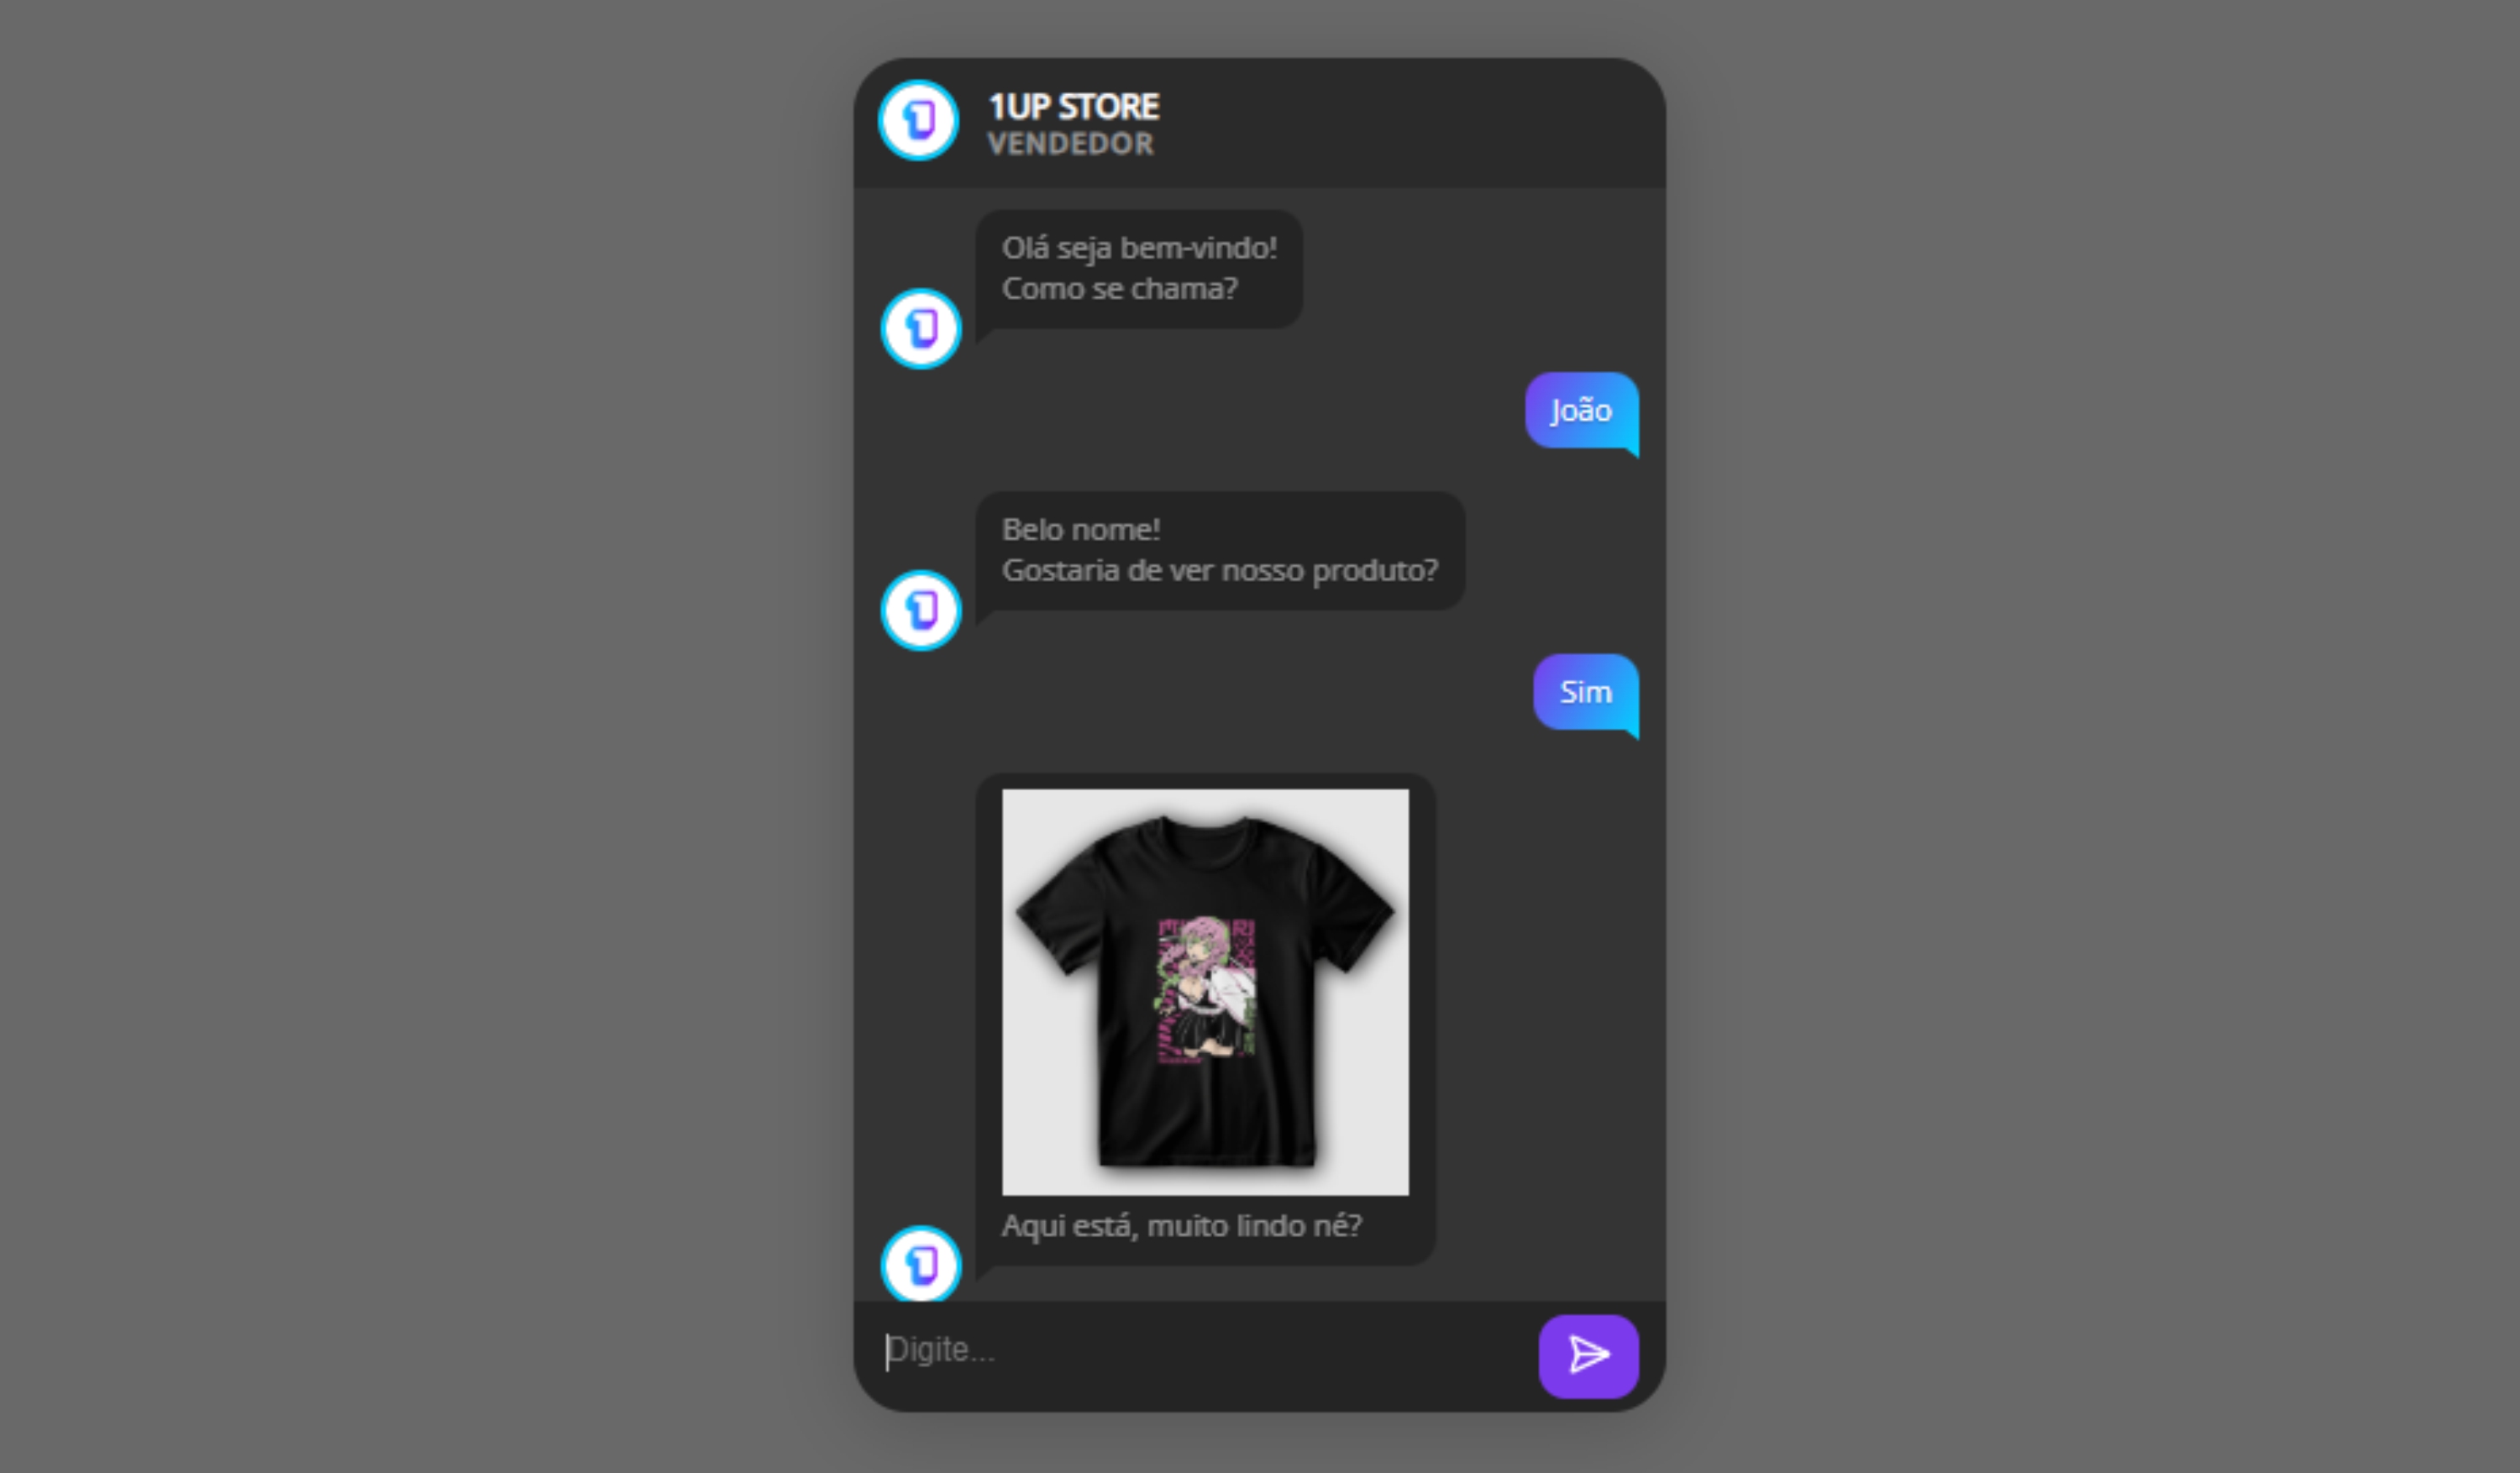 1UP STORE
VENDEDOR
Olá seja bem-vindo!
Como se chama?
João
Belo nome!
Gostaria de ver nosso produto?
Sim
Aqui está, muito lindo né?
Digite...